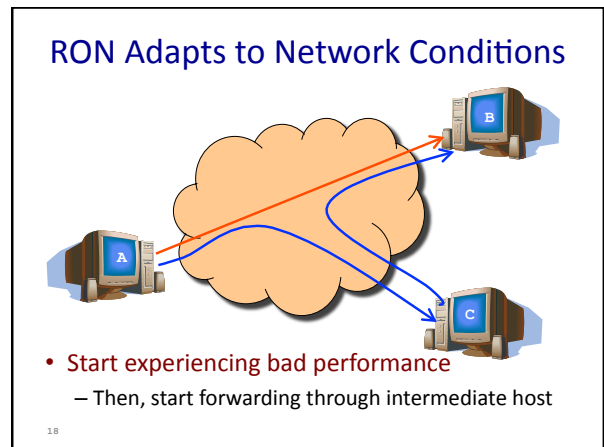 RON Adapts to Network Conditions
B
A
C
• Start experiencing bad performance
– Then, start forwarding through intermediate host
18